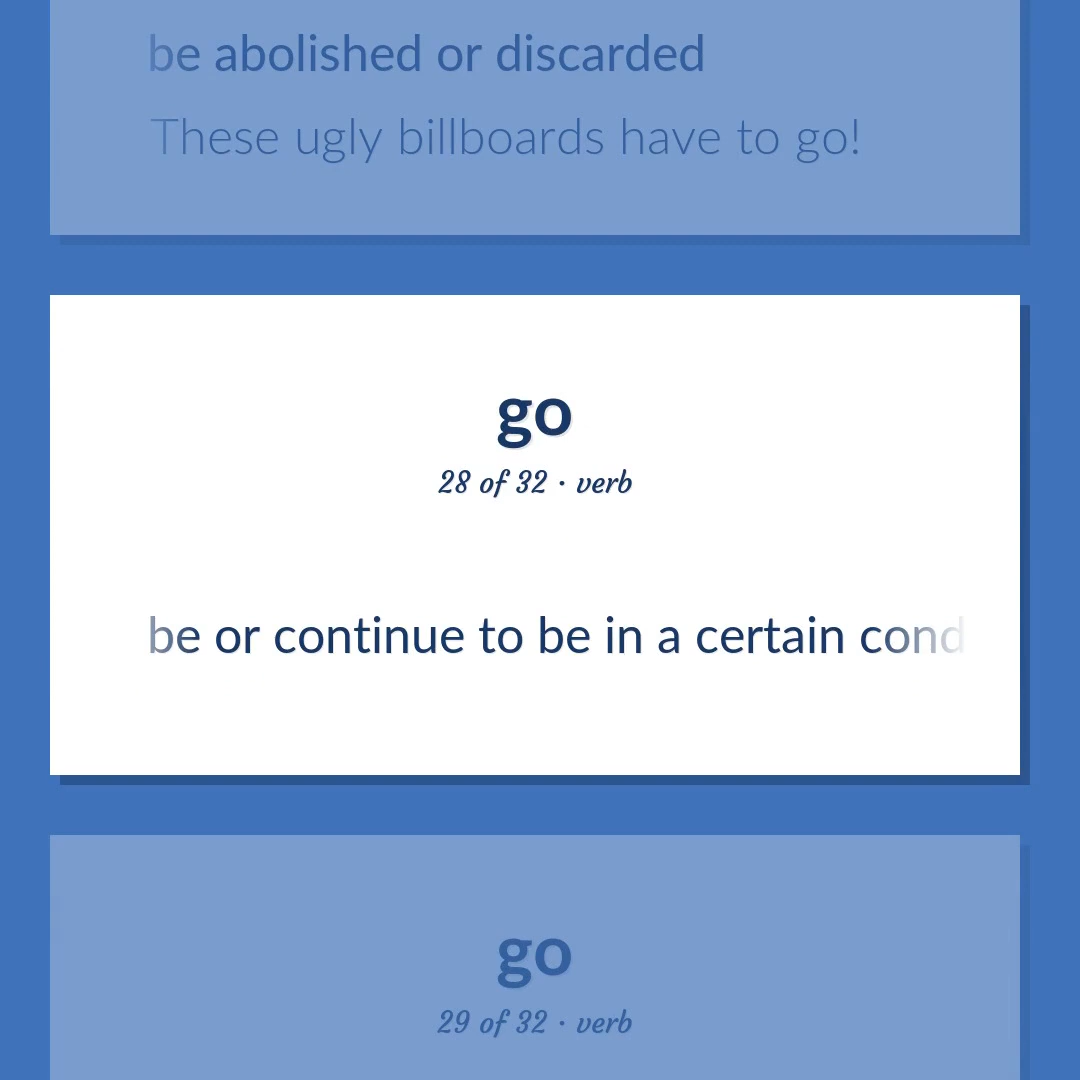 be abolished or discarded
These ugly billboards have to go!
go
28 of 32 · verb
be or continue to be in a certain cond
go
29 of 32 · verb